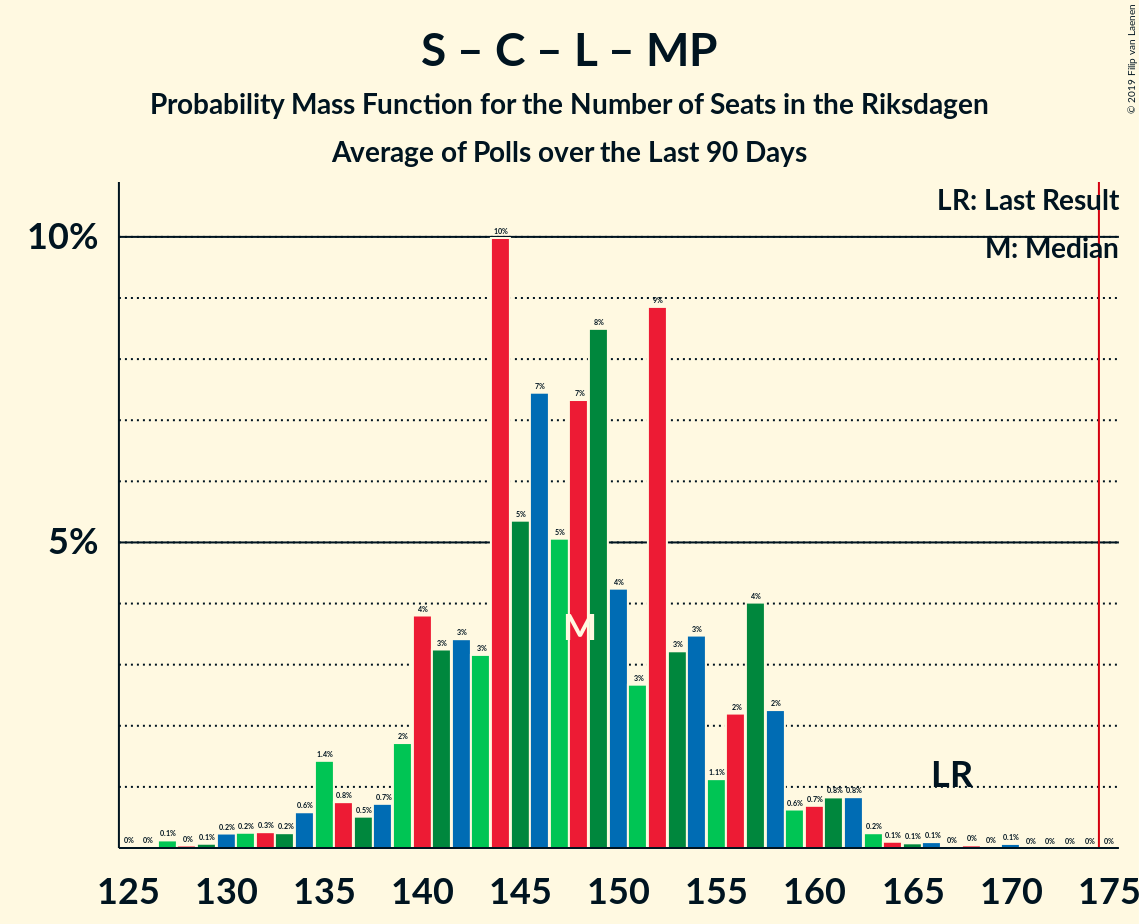 S – C – L – MP
Probability Mass Function for the Number of Seats in the Riksdagen
Average of Polls over the Last 90 Days
© 2019 Filip van Laenen
LR: Last Result
M: Median
10%
5%
0% 0% 0.1% 0% 0.1% 0.2% 0.2% 0.3% 0.2% 0.6% 1.4% 0.8% 0.5% 0.7% 2% 4% 3% 3% 3% 10% 5% 7% 5% 7% 8% 4% 3% 9% 3% 3% 1.1% 2% 4% 2% 0.6% 0.7% 0.8% 0.8% 0.2% 0.1% 0.1% 0.1% 0% 0% 0% 0.1% 0% 0% 0% 0% 0%
M
LR
125 130 135 140 145 150 155 160 165 170 175